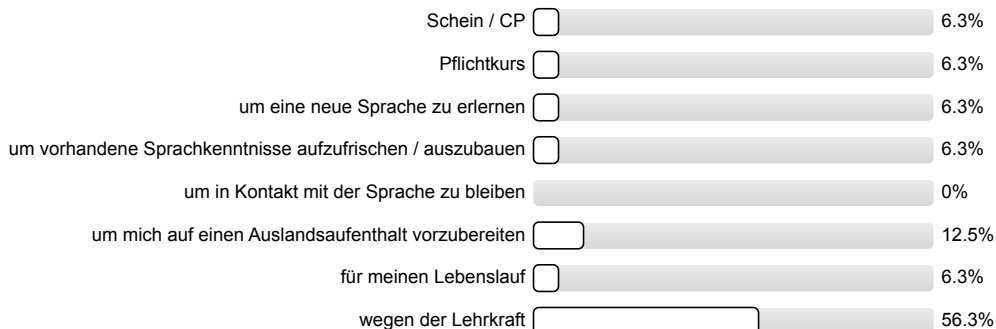 Schein / CP 6.3%
Pflichtkurs 6.3%
um eine neue Sprache zu erlernen 6.3%
um vorhandene Sprachkenntnisse aufzufrischen / auszubauen 6.3%
um in Kontakt mit der Sprache zu bleiben 0%
um mich auf einen Auslandsaufenthalt vorzubereiten 12.5%
für meinen Lebenslauf 6.3%
wegen der Lehrkraft 56.3%